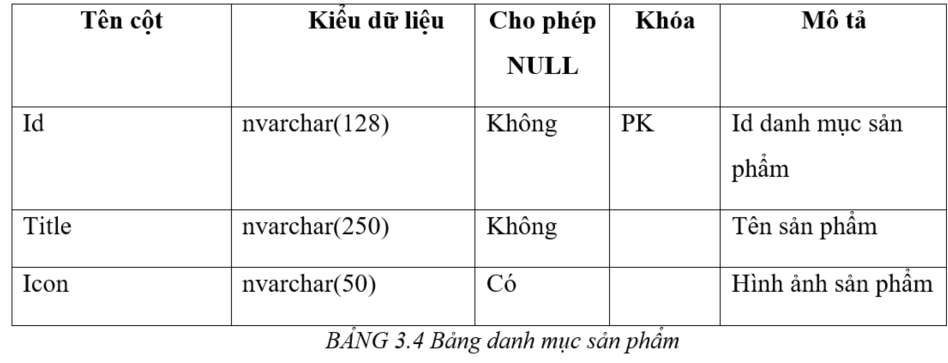 Tên cột Kiểu dữ liệu Cho phép Khóa Mô tả
NULL
Id nvarchar(128) Không PK Id danh mục sản
phẩm
Title nvarchar(250) Không Tên sản phẩm
Icon nvarchar(50) Có Hình ảnh sản phẩm
BẢNG 3.4 Bảng danh mục sản phẩm